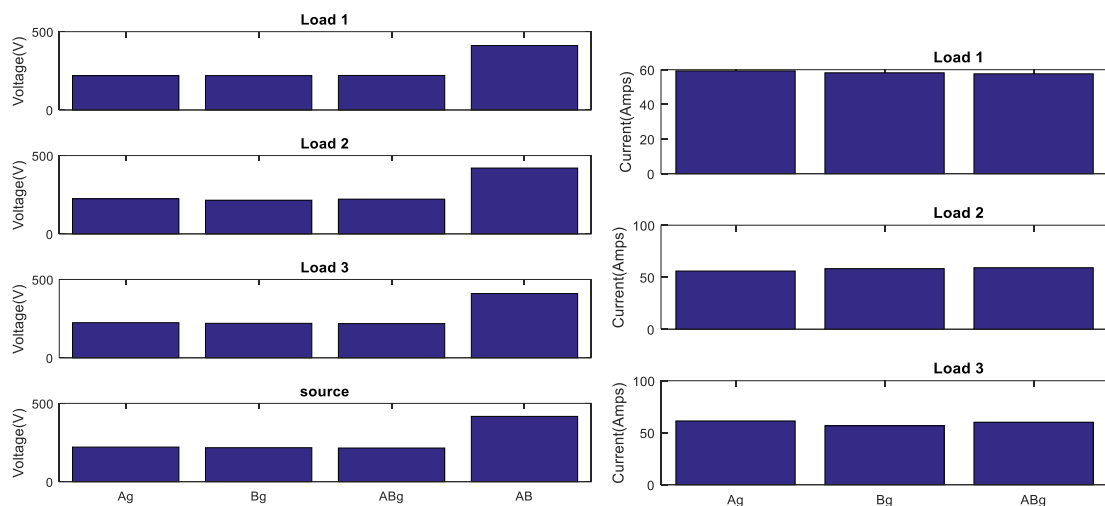 Load 1
Voltage(V)
500
0
Load 2
Voltage(V)
500
0
Load 3
Voltage(V)
500
0
source
Voltage(V)
500
0
Ag Bg ABg AB
Load 1
Current(Amps)
60
40
20
0
Load 2
Current(Amps)
100
50
0
Load 3
Current(Amps)
100
50
0
Ag Bg ABg